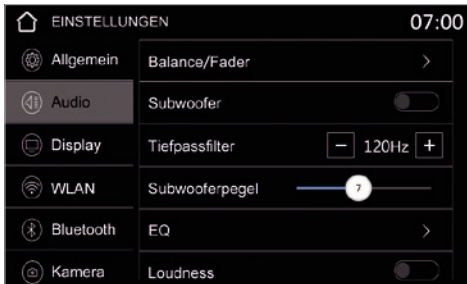 EINSTELLUNGEN 07:00
Allgemein
Audio
Display
WLAN
Bluetooth
Kamera
Balance/Fader >
Subwoofer
Tiefpassfilter − 120Hz +
Subwooferpegel 7
EQ >
Loudness